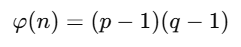 φ(n) = (p − 1)(q − 1)